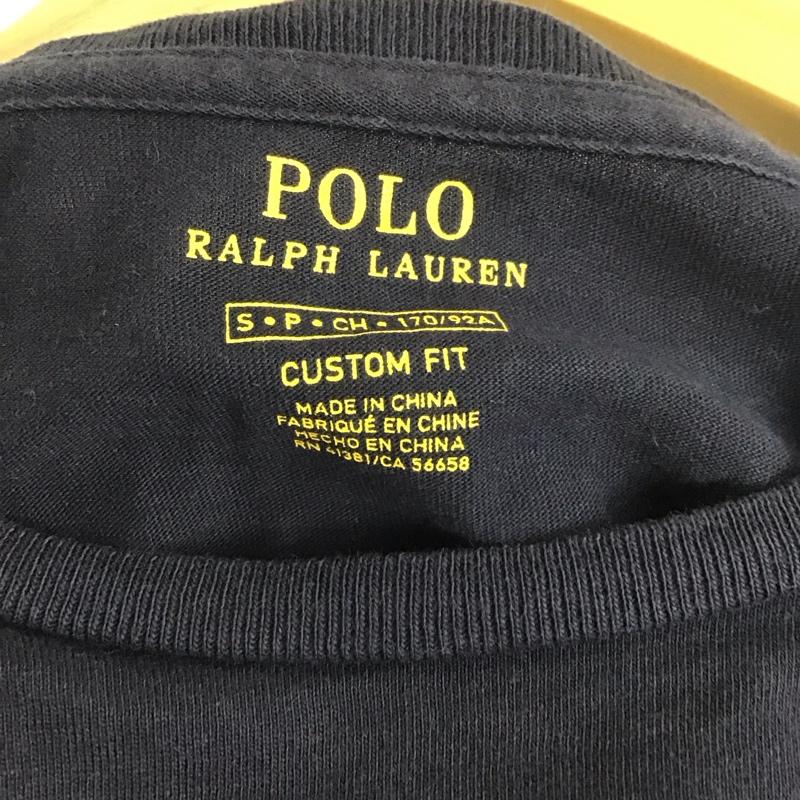 POLO
RALPH LAUREN
S • P • CH • 170/92A
CUSTOM FIT
MADE IN CHINA
FABRIQUÉ EN CHINE
HECHO EN CHINA
RN 41381/CA 56658